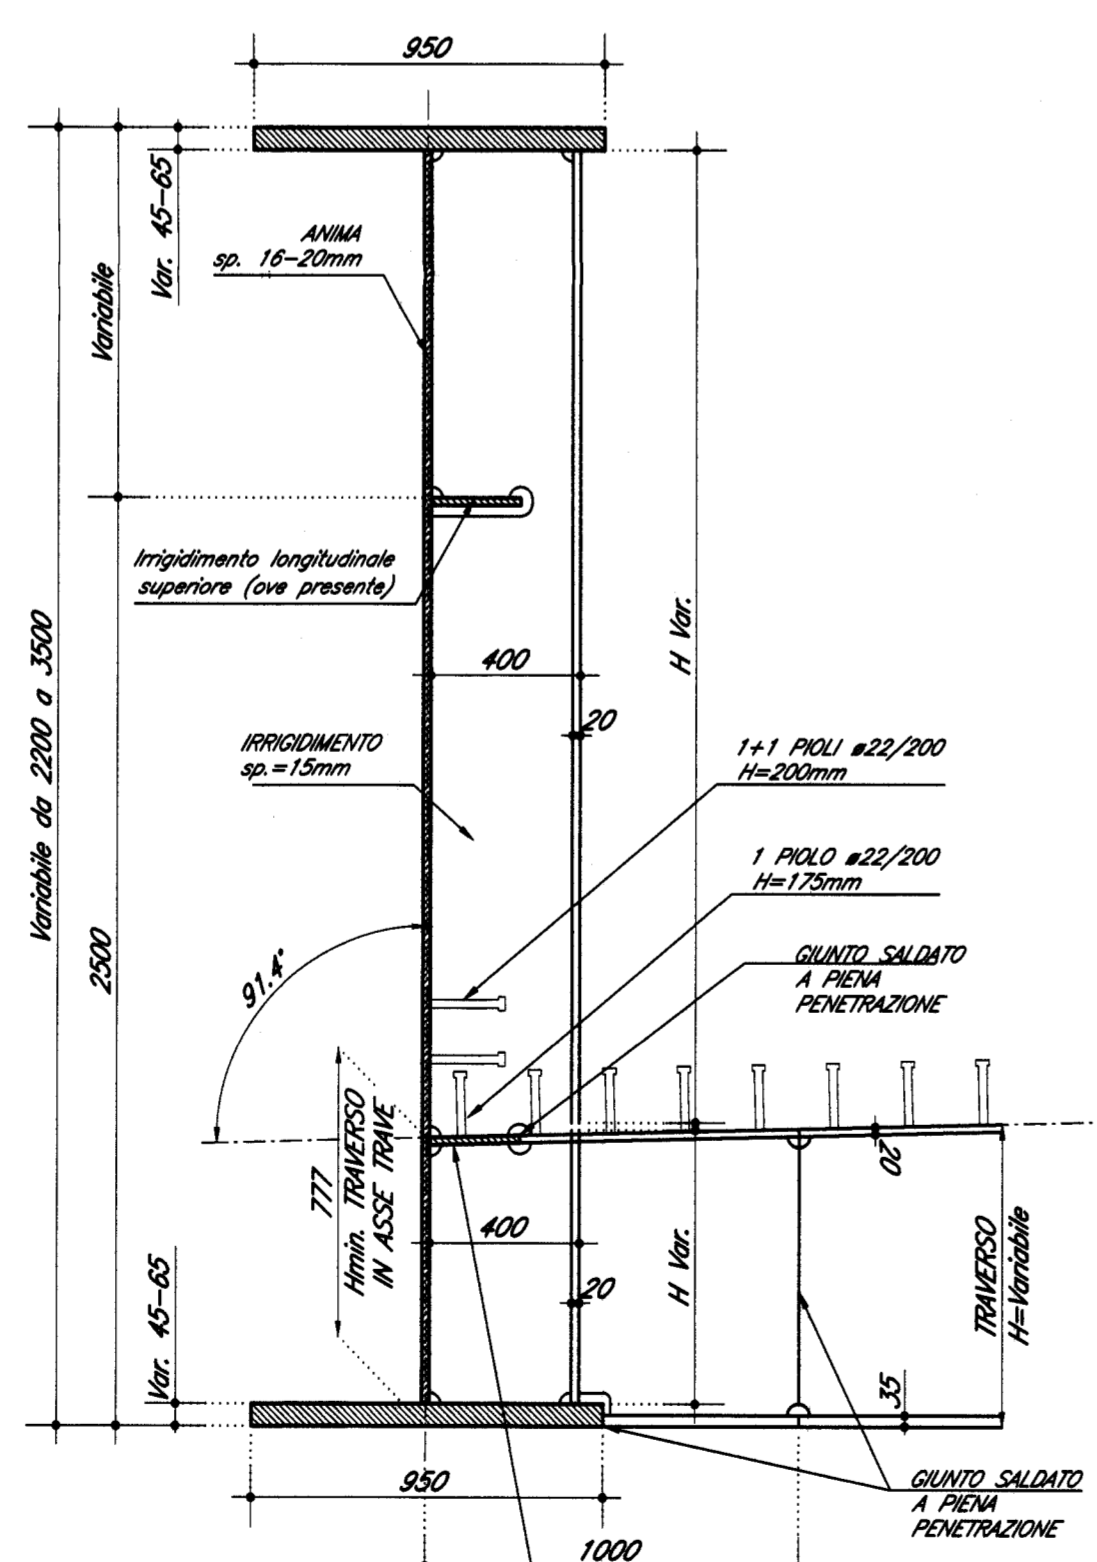 950
Var. 45-65
ANIMA
sp. 16-20mm
Variabile
Irrigidimento longitudinale
superiore (ove presente)
Variabile da 2200 a 3500
H Var.
400
20
IRRIGIDIMENTO
sp.=15mm
1+1 PIOLI ø22/200
H=200mm
1 PIOLO ø22/200
H=175mm
2500
91.4°
GIUNTO SALDATO
A PIENA
PENETRAZIONE
777
Hmin. TRAVERSO
IN ASSE TRAVE
20
400
20
H Var.
TRAVERSO
H=Variabile
Var. 45-65
35
950
GIUNTO SALDATO
A PIENA
PENETRAZIONE
1000